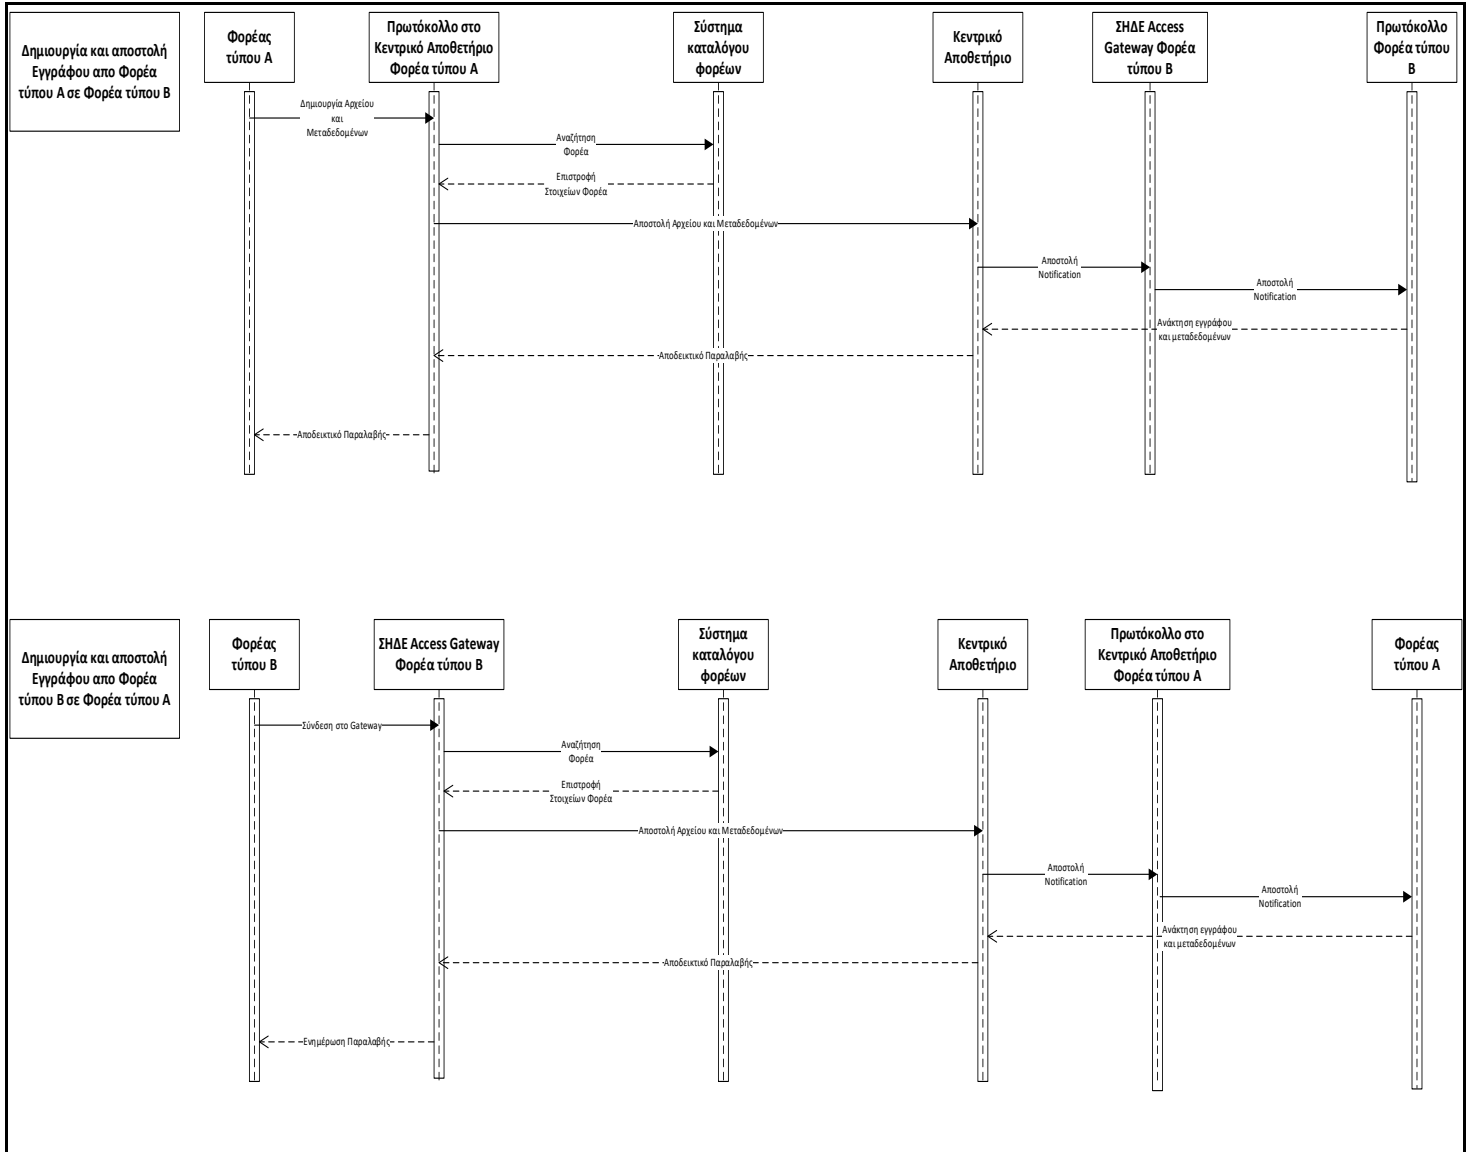 Δημιουργία και αποστολή
Εγγράφου απο Φορέα
τύπου Α σε Φορέα τύπου Β
Φορέας
τύπου Α
Πρωτόκολλο στο
Κεντρικό Αποθετήριο
Φορέα τύπου Α
Σύστημα
καταλόγου
φορέων
Κεντρικό
Αποθετήριο
ΣΗΔΕ Access
Gateway Φορέα
τύπου Β
Πρωτόκολλο
Φορέα τύπου
Β
Δημιουργία Αρχείου
και
Μεταδεδομένων
Αναζήτηση
Φορέα
Επιστροφή
Στοιχείων Φορέα
Αποστολή Αρχείου και Μεταδεδομένων
Αποστολή
Notification
Αποστολή
Notification
Ανάκτηση εγγράφου
και μεταδεδομένων
Αποδεικτικό Παραλαβής
Αποδεικτικό Παραλαβής
Δημιουργία και αποστολή
Εγγράφου απο Φορέα
τύπου Β σε Φορέα τύπου Α
Φορέας
τύπου Β
ΣΗΔΕ Access Gateway
Φορέα τύπου Β
Σύστημα
καταλόγου
φορέων
Κεντρικό
Αποθετήριο
Πρωτόκολλο στο
Κεντρικό Αποθετήριο
Φορέα τύπου Α
Φορέας
τύπου Α
Σύνδεση στο Gateway
Αναζήτηση
Φορέα
Επιστροφή
Στοιχείων Φορέα
Αποστολή Αρχείου και Μεταδεδομένων
Αποστολή
Notification
Αποστολή
Notification
Ανάκτηση εγγράφου
και μεταδεδομένων
Αποδεικτικό Παραλαβής
Ενημέρωση Παραλαβής